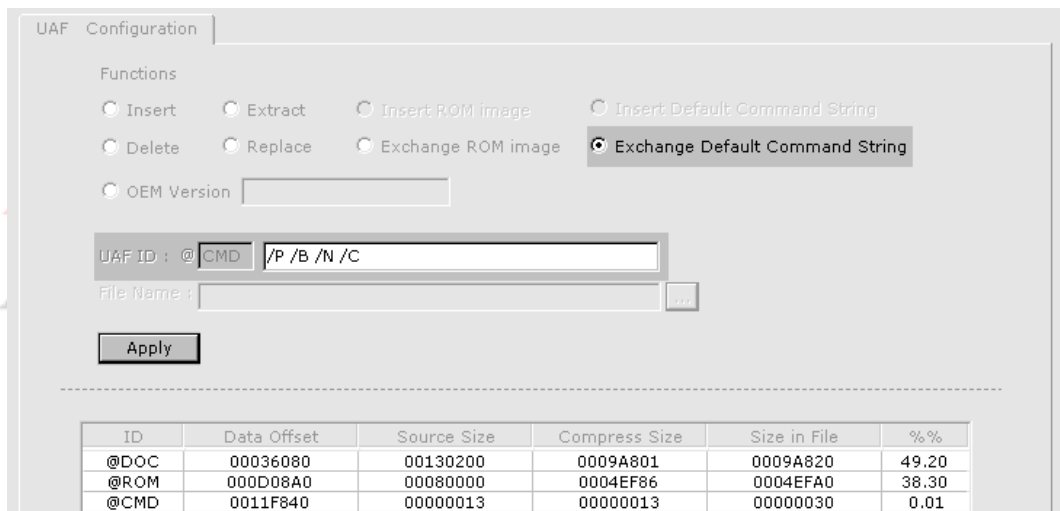 UAF Configuration
Functions
Insert Extract Insert ROM image Insert Default Command String
Delete Replace Exchange ROM image Exchange Default Command String
OEM Version
UAF ID : @ CMD /P /B /N /C
File Name : ...
Apply
ID Data Offset Source Size Compress Size Size in File %%
@DOC 00036080 00130200 0009A801 0009A820 49.20
@ROM 000D08A0 00080000 0004EF86 0004EFA0 38.30
@CMD 0011F840 00000013 00000013 00000030 0.01